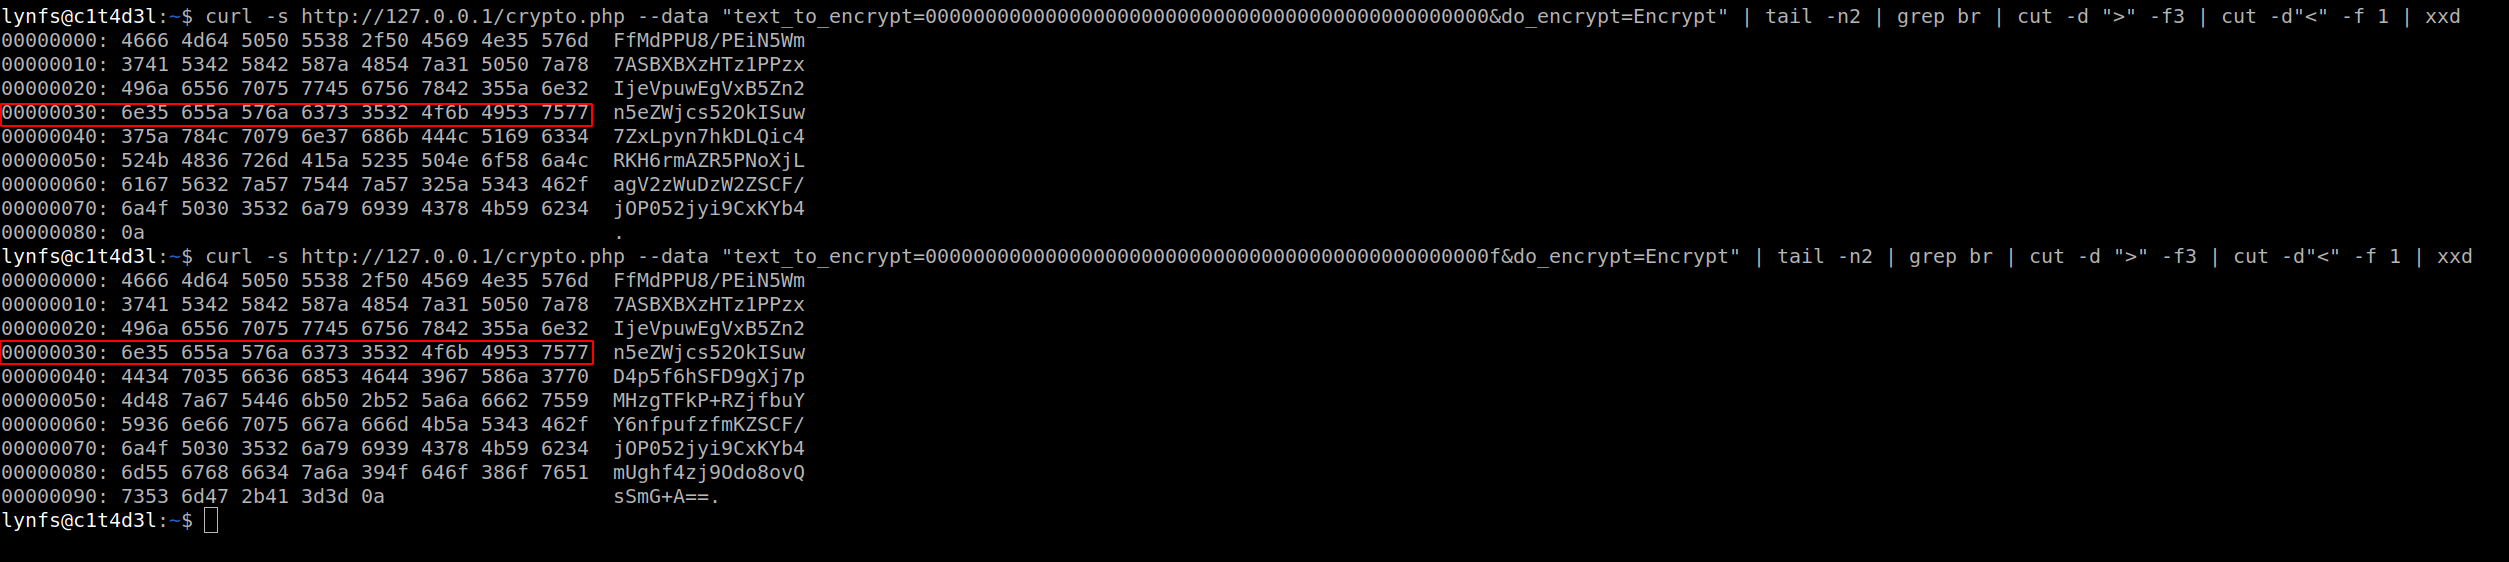 lynfs@c1t4d3l:~$ curl -s http://127.0.0.1/crypto.php --data "text_to_encrypt=00000000000000000000000000000000000000000000000&do_encrypt=Encrypt" | tail -n2 | grep br | cut -d ">" -f3 | cut -d"<" -f 1 | xxd
00000000: 4666 4d64 5050 5538 2f50 4569 4e35 576d  FfMdPPU8/PEiN5Wm
00000010: 3741 5342 5842 587a 4854 7a31 5050 7a78  7ASBXBXzHTz1PPzx
00000020: 496a 6556 7075 7745 6756 7842 355a 6e32  IjeVpuwEgVxB5Zn2
00000030: 6e35 655a 576a 6373 3532 4f6b 4953 7577  n5eZWjcs52OkISuw
00000040: 375a 784c 7079 6e37 686b 444c 5169 6334  7ZxLpyn7hkDLQic4
00000050: 524b 4836 726d 415a 5235 504e 6f58 6a4c  RKH6rmAZR5PNoXjL
00000060: 6167 5632 7a57 7544 7a57 325a 5343 462f  agV2zWuDzW2ZSCF/
00000070: 6a4f 5030 3532 6a79 6939 4378 4b59 6234  jOP052jyi9CxKYb4
00000080: 0a                                       .
lynfs@c1t4d3l:~$ curl -s http://127.0.0.1/crypto.php --data "text_to_encrypt=00000000000000000000000000000000000000000000000f&do_encrypt=Encrypt" | tail -n2 | grep br | cut -d ">" -f3 | cut -d"<" -f 1 | xxd
00000000: 4666 4d64 5050 5538 2f50 4569 4e35 576d  FfMdPPU8/PEiN5Wm
00000010: 3741 5342 5842 587a 4854 7a31 5050 7a78  7ASBXBXzHTz1PPzx
00000020: 496a 6556 7075 7745 6756 7842 355a 6e32  IjeVpuwEgVxB5Zn2
00000030: 6e35 655a 576a 6373 3532 4f6b 4953 7577  n5eZWjcs52OkISuw
00000040: 4434 7035 6636 6853 4644 3967 586a 3770  D4p5f6hSFD9gXj7p
00000050: 4d48 7a67 5446 6b50 2b52 5a6a 6662 7559  MHzgTFkP+RZjfbuY
00000060: 5936 6e66 7075 667a 666d 4b5a 5343 462f  Y6nfpufzfmKZSCF/
00000070: 6a4f 5030 3532 6a79 6939 4378 4b59 6234  jOP052jyi9CxKYb4
00000080: 6d55 6768 6634 7a6a 394f 646f 386f 7651  mUghf4zj9Odo8ovQ
00000090: 7353 6d47 2b41 3d3d 0a                   sSmG+A==.
lynfs@c1t4d3l:~$